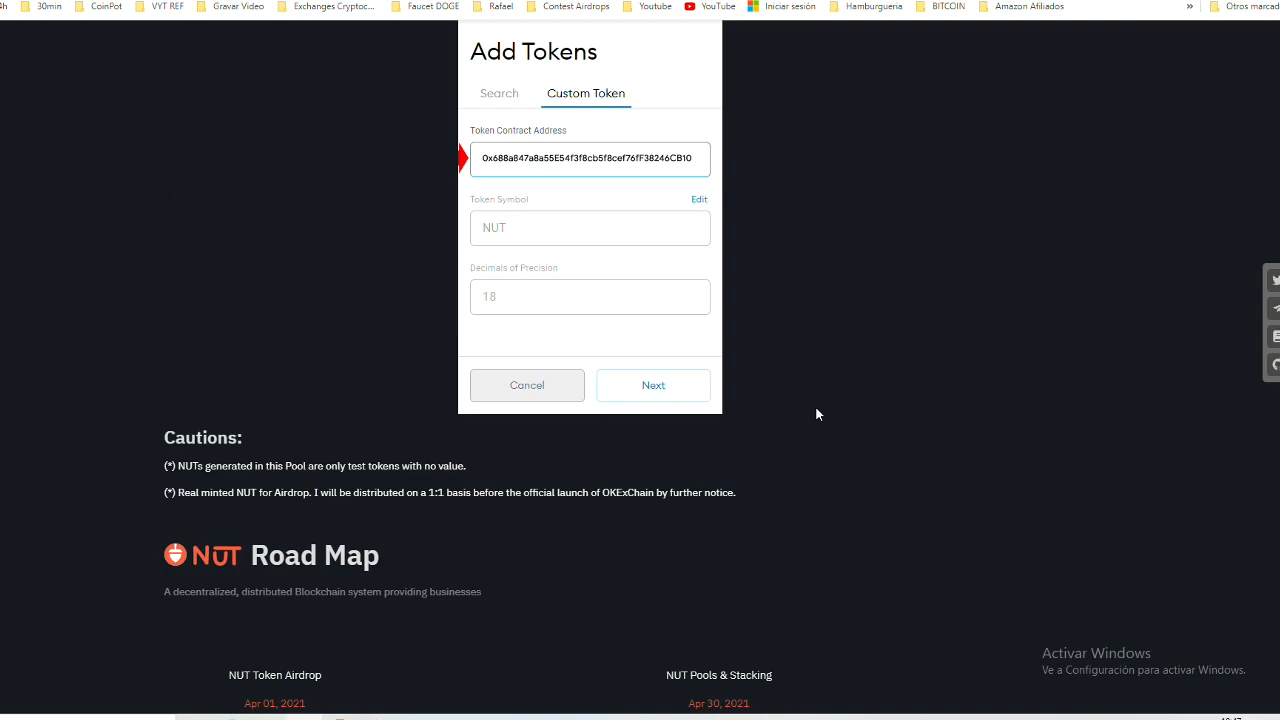 30min CoinPot VYT REF Gravar Video Exchanges Cryptoc... Faucet DOGE Rafael Contest Airdrops Youtube YouTube Iniciar sesión Hamburgueria BITCOIN Amazon Afiliados » Otros marcad
Add Tokens
Search Custom Token
Token Contract Address
0x688a847a8a55E54f3f8cb5f8cef76fF38246CB10
Token Symbol Edit
NUT
Decimals of Precision
18
Cancel Next
Cautions:
(*) NUTs generated in this Pool are only test tokens with no value.
(*) Real minted NUT for Airdrop. I will be distributed on a 1:1 basis before the official launch of OKExChain by further notice.
NUT Road Map
A decentralized, distributed Blockchain system providing businesses
Activar Windows
Ve a Configuración para activar Windows.
NUT Token Airdrop NUT Pools & Stacking
Apr 01, 2021 Apr 30, 2021